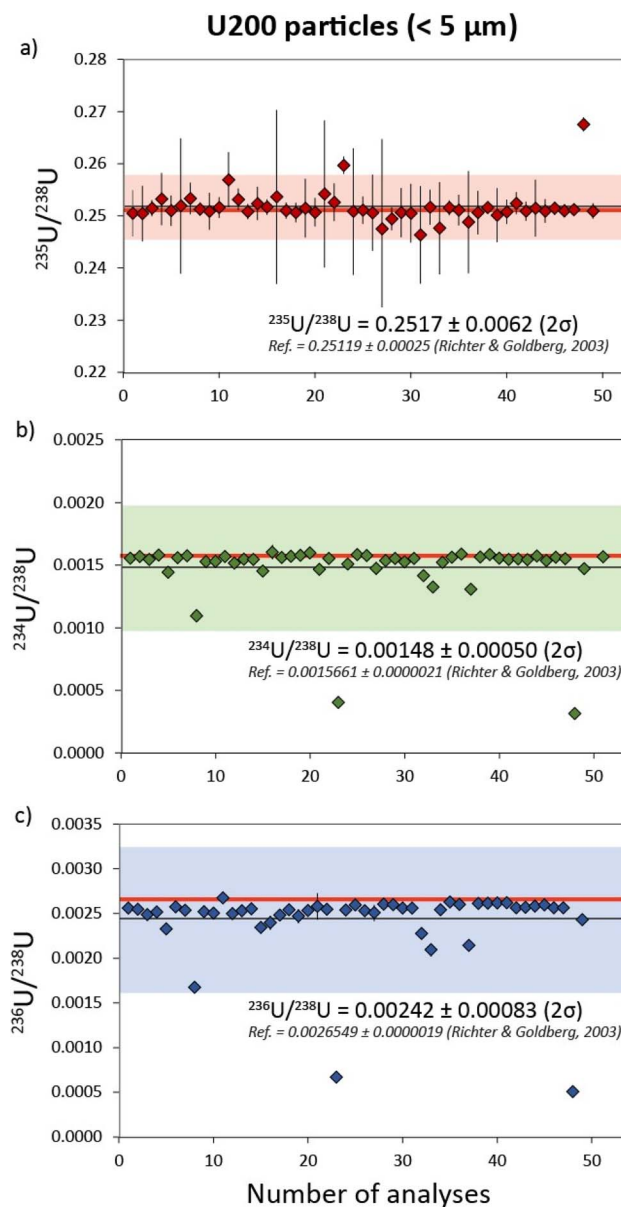 U200 particles (< 5 µm)
a)
0.28
0.27
0.26
0.25
0.24
0.23
0.22
²³⁵U/²³⁸U
²³⁵U/²³⁸U = 0.2517 ± 0.0062 (2σ)
Ref. = 0.25119 ± 0.00025 (Richter & Goldberg, 2003)
0 10 20 30 40 50
b)
0.0025
0.0020
0.0015
0.0010
0.0005
0.0000
²³⁴U/²³⁸U
²³⁴U/²³⁸U = 0.00148 ± 0.00050 (2σ)
Ref. = 0.0015661 ± 0.0000021 (Richter & Goldberg, 2003)
0 10 20 30 40 50
c)
0.0035
0.0030
0.0025
0.0020
0.0015
0.0010
0.0005
0.0000
²³⁶U/²³⁸U
²³⁶U/²³⁸U = 0.00242 ± 0.00083 (2σ)
Ref. = 0.0026549 ± 0.0000019 (Richter & Goldberg, 2003)
0 10 20 30 40 50
Number of analyses